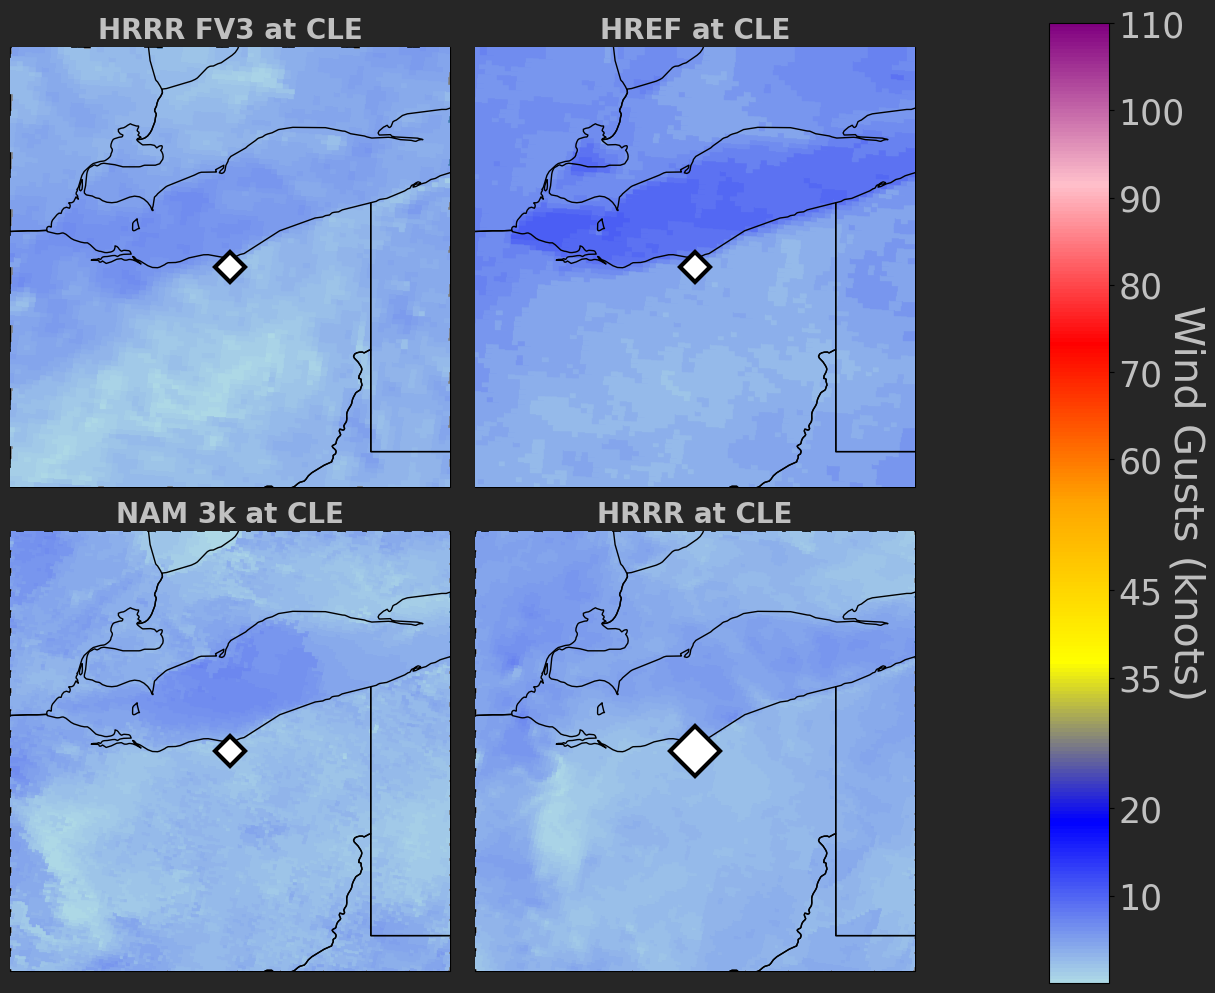 HRRR FV3 at CLE
HREF at CLE
NAM 3k at CLE
HRRR at CLE
110
100
90
80
70
60
45
35
20
10
Wind Gusts (knots)